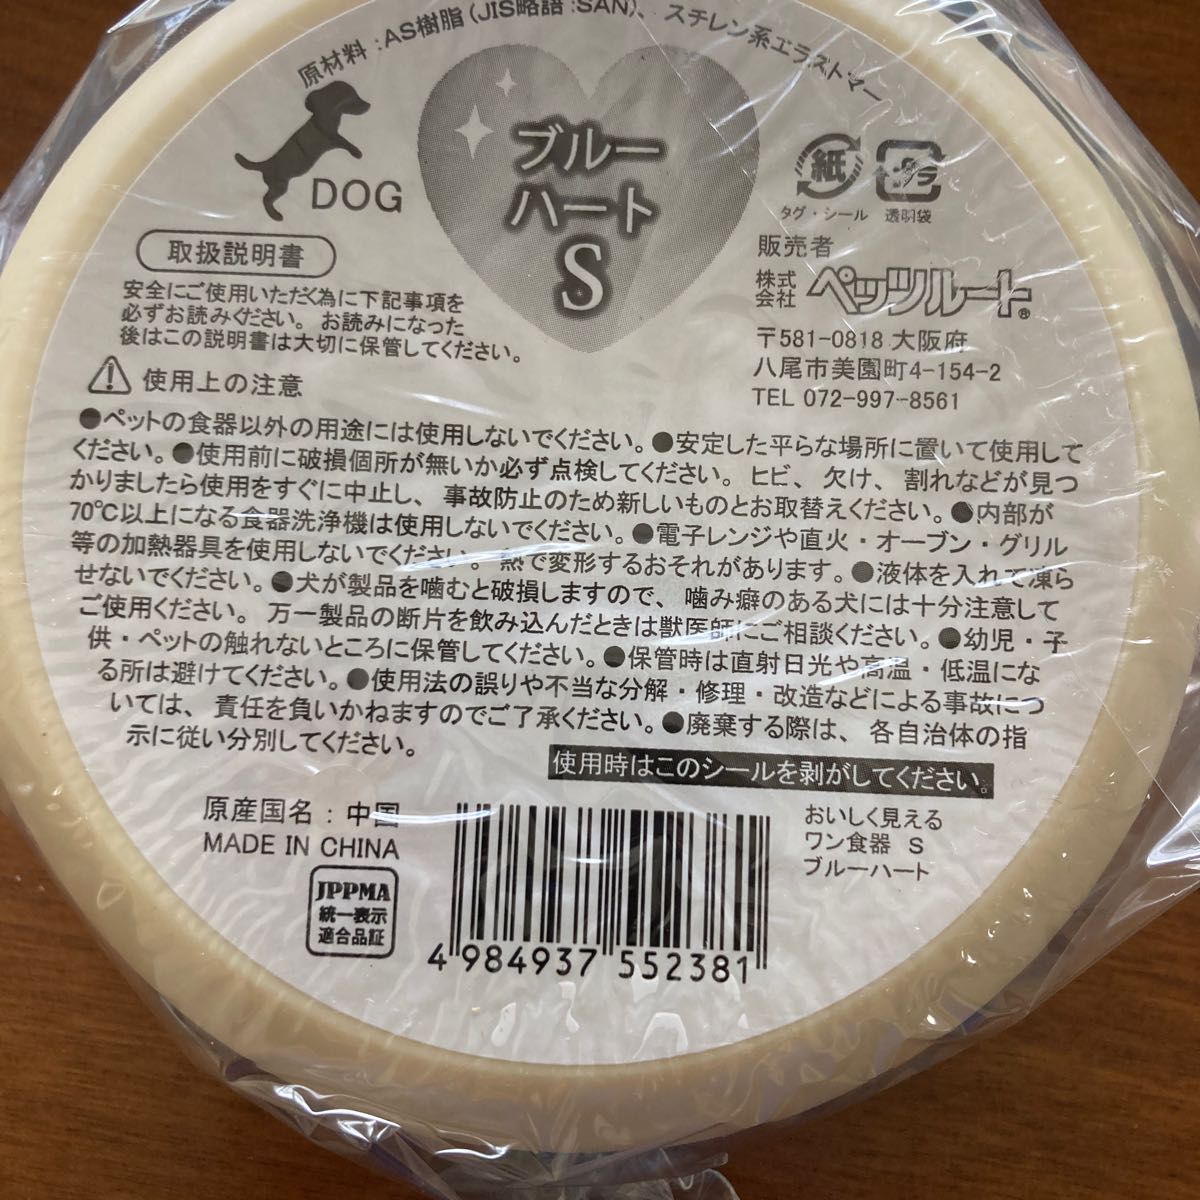 原材料：AS樹脂（JIS略語：SAN）、スチレン系エラストマー
DOG
ブルー
ハート
S
紙
プラ
タグ・シール 透明袋
取扱説明書
安全にご使用いただく為に下記事項を
必ずお読みください。お読みになった
後はこの説明書は大切に保管してください。
販売者
株式会社 ペッツルート®
〒581-0818 大阪府
八尾市美園町4-154-2
TEL 072-997-8561
使用上の注意
●ペットの食器以外の用途には使用しないでください。●安定した平らな場所に置いて使用して
ください。●使用前に破損個所が無いか必ず点検してください。ヒビ、欠け、割れなどが見つ
かりましたら使用をすぐに中止し、事故防止のため新しいものとお取替えください。●内部が
70℃以上になる食器洗浄機は使用しないでください。●電子レンジや直火・オーブン・グリル
等の加熱器具を使用しないでください。熱で変形するおそれがあります。●液体を入れて凍ら
せないでください。●犬が製品を噛むと破損しますので、噛み癖のある犬には十分注意して
ご使用ください。万一製品の断片を飲み込んだときは獣医師にご相談ください。●幼児・子
供・ペットの触れないところに保管してください。●保管時は直射日光や高温・低温にな
る所は避けてください。●使用法の誤りや不当な分解・修理・改造などによる事故につ
いては、責任を負いかねますのでご了承ください。●廃棄する際は、各自治体の指
示に従い分別してください。
使用時はこのシールを剥がしてください。
原産国名：中国
MADE IN CHINA
JPPMA
統一表示
適合品証
4 984937 552381
おいしく見える
ワン食器 S
ブルーハート